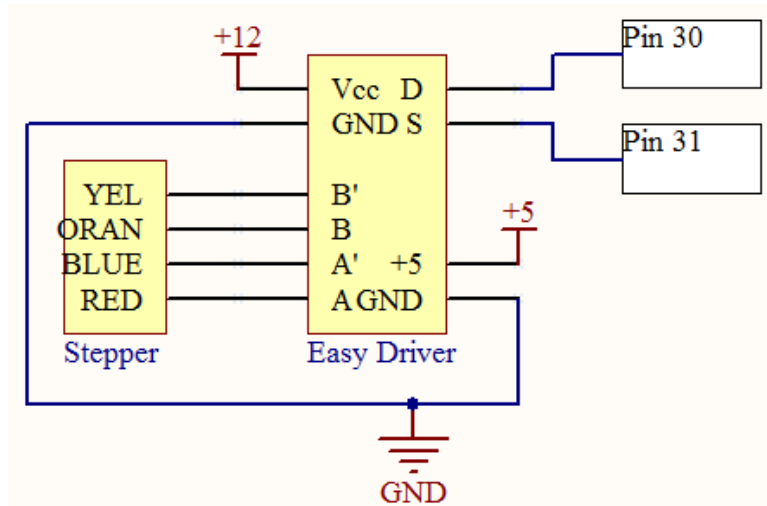 +12
Pin 30
Vcc D
GND S
Pin 31
YEL
B'
+5
ORAN
B
BLUE
A' +5
RED
A GND
Stepper
Easy Driver
GND